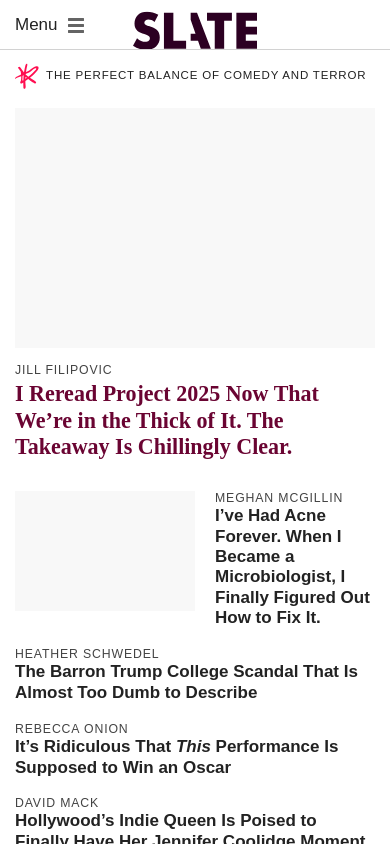 Menu
SLATE
THE PERFECT BALANCE OF COMEDY AND TERROR
JILL FILIPOVIC
I Reread Project 2025 Now That
We’re in the Thick of It. The
Takeaway Is Chillingly Clear.
MEGHAN MCGILLIN
I’ve Had Acne
Forever. When I
Became a
Microbiologist, I
Finally Figured Out
How to Fix It.
HEATHER SCHWEDEL
The Barron Trump College Scandal That Is
Almost Too Dumb to Describe
REBECCA ONION
It’s Ridiculous That This Performance Is
Supposed to Win an Oscar
DAVID MACK
Hollywood’s Indie Queen Is Poised to
Finally Have Her Jennifer Coolidge Moment